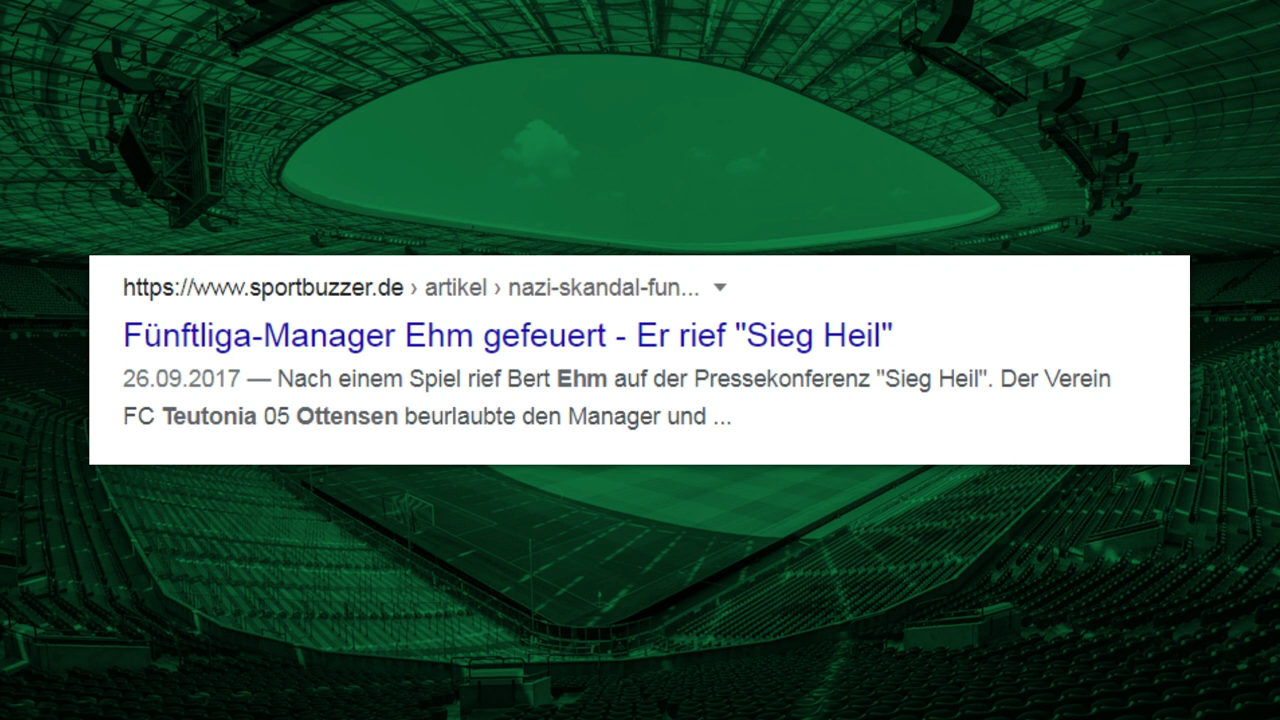 https://www.sportbuzzer.de › artikel › nazi-skandal-fun...
Fünftliga-Manager Ehm gefeuert - Er rief "Sieg Heil"
26.09.2017 — Nach einem Spiel rief Bert Ehm auf der Pressekonferenz "Sieg Heil". Der Verein
FC Teutonia 05 Ottensen beurlaubte den Manager und ...